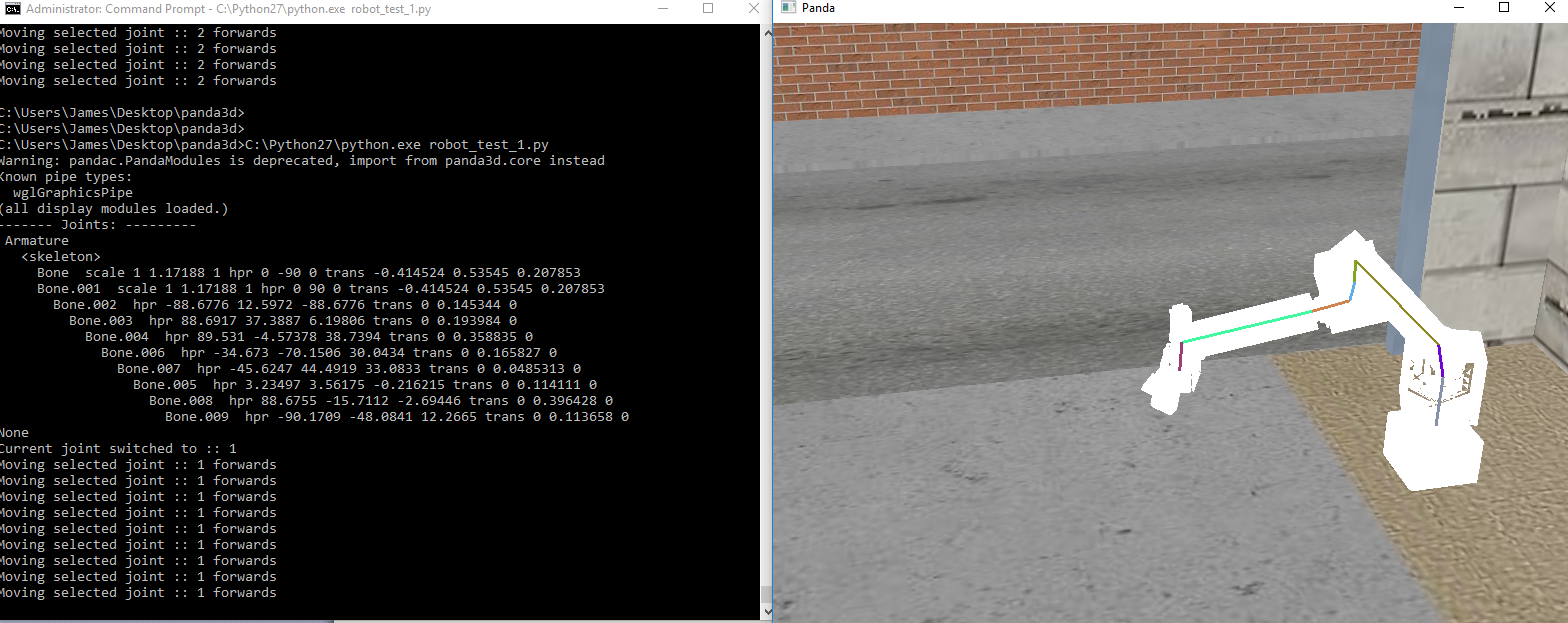 Administrator: Command Prompt - C:\Python27\python.exe robot_test_1.py
Moving selected joint :: 2 forwards
Moving selected joint :: 2 forwards
Moving selected joint :: 2 forwards
Moving selected joint :: 2 forwards
C:\Users\James\Desktop\panda3d>
C:\Users\James\Desktop\panda3d>
C:\Users\James\Desktop\panda3d>C:\Python27\python.exe robot_test_1.py
Warning: pandac.PandaModules is deprecated, import from panda3d.core instead
Known pipe types:
  wglGraphicsPipe
(all display modules loaded.)
------- Joints: ---------
 Armature
   <skeleton>
     Bone  scale 1 1.17188 1 hpr 0 -90 0 trans -0.414524 0.53545 0.207853
     Bone.001  scale 1 1.17188 1 hpr 0 90 0 trans -0.414524 0.53545 0.207853
       Bone.002  hpr -88.6776 12.5972 -88.6776 trans 0 0.145344 0
         Bone.003  hpr 88.6917 37.3887 6.19806 trans 0 0.193984 0
           Bone.004  hpr 89.531 -4.57378 38.7394 trans 0 0.358835 0
             Bone.006  hpr -34.673 -70.1506 30.0434 trans 0 0.165827 0
               Bone.007  hpr -45.6247 44.4919 33.0833 trans 0 0.0485313 0
                 Bone.005  hpr 3.23497 3.56175 -0.216215 trans 0 0.114111 0
                   Bone.008  hpr 88.6755 -15.7112 -2.69446 trans 0 0.396428 0
                     Bone.009  hpr -90.1709 -48.0841 12.2665 trans 0 0.113658 0
None
Current joint switched to :: 1
Moving selected joint :: 1 forwards
Moving selected joint :: 1 forwards
Moving selected joint :: 1 forwards
Moving selected joint :: 1 forwards
Moving selected joint :: 1 forwards
Moving selected joint :: 1 forwards
Moving selected joint :: 1 forwards
Moving selected joint :: 1 forwards
Moving selected joint :: 1 forwards
Panda